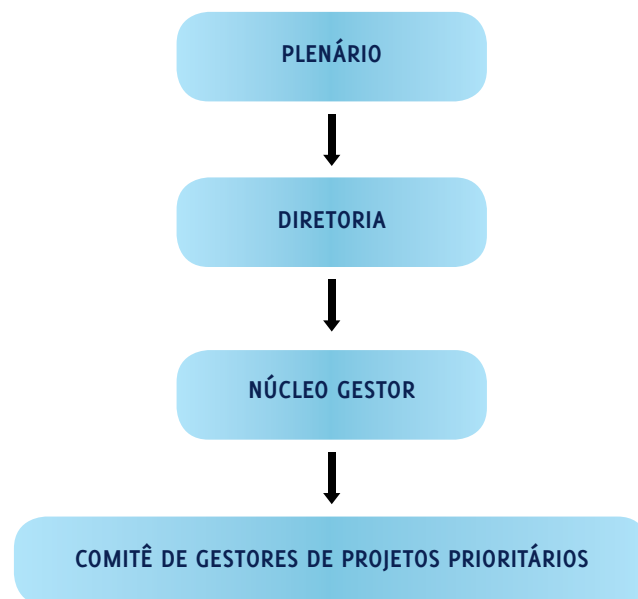 PLENÁRIO
DIRETORIA
NÚCLEO GESTOR
COMITÊ DE GESTORES DE PROJETOS PRIORITÁRIOS